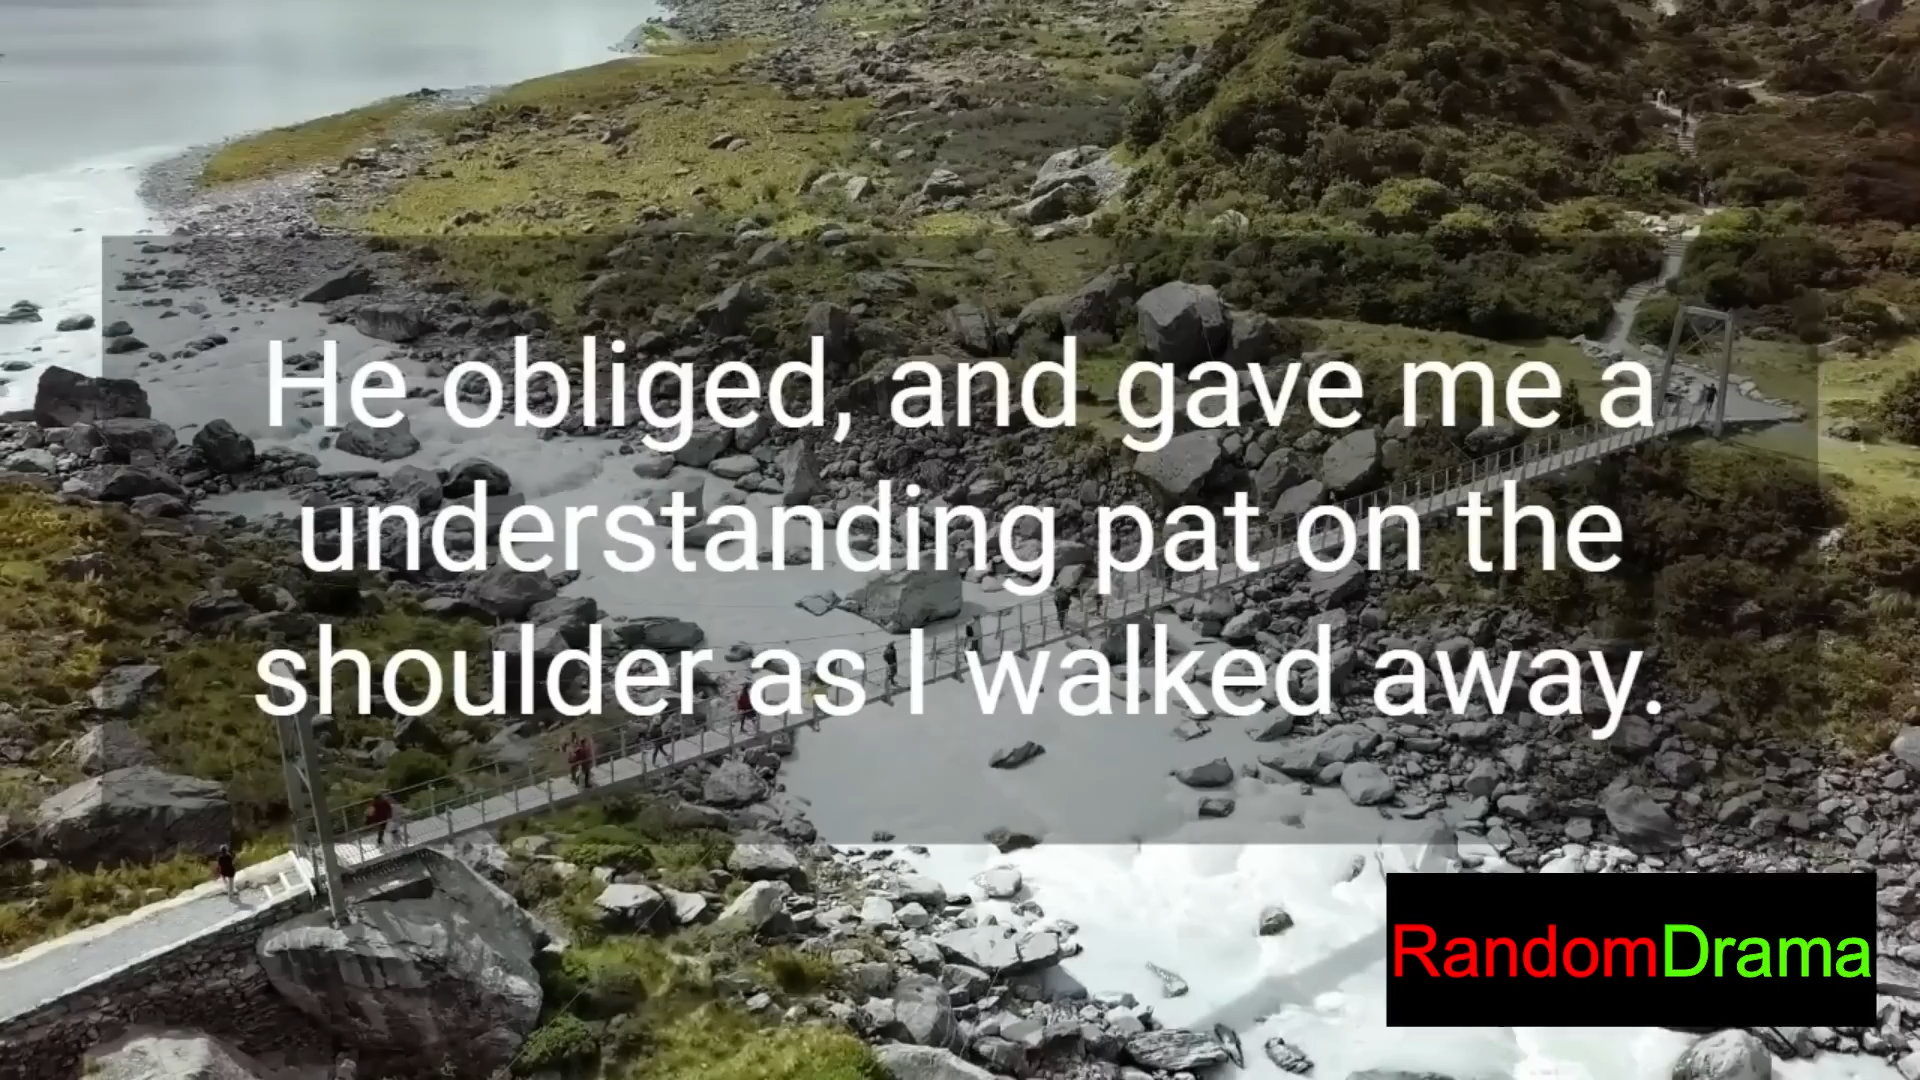 He obliged, and gave me a
understanding pat on the
shoulder as I walked away.
RandomDrama